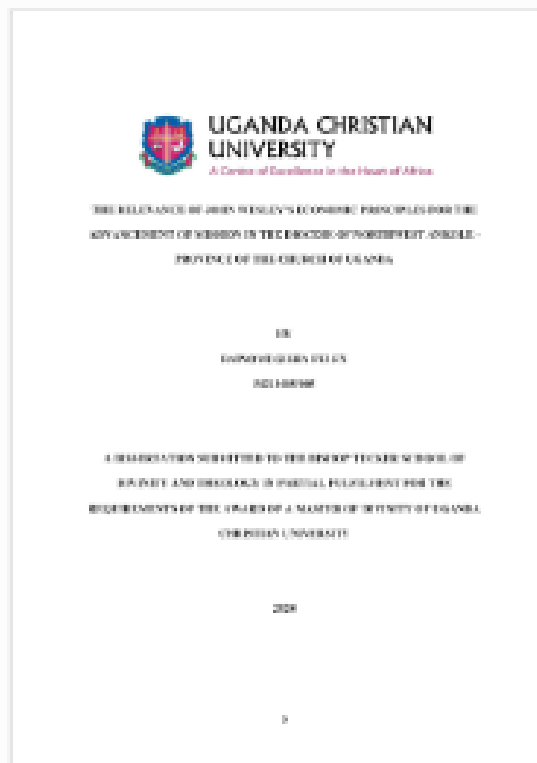 UGANDA CHRISTIAN
UNIVERSITY
A Centre of Excellence in the Heart of Africa
THE RELEVANCE OF JOHN WESLEY'S ECONOMIC PRINCIPLES FOR THE
ADVANCEMENT OF MISSION IN THE DIOCESE OF NORTHWEST ANKOLE –
PROVINCE OF THE CHURCH OF UGANDA
BY
A DISSERTATION SUBMITTED TO THE BISHOP TUCKER SCHOOL OF
DIVINITY AND THEOLOGY IN PARTIAL FULFILMENT FOR THE
REQUIREMENTS OF THE AWARD OF A MASTER OF DIVINITY OF UGANDA
CHRISTIAN UNIVERSITY